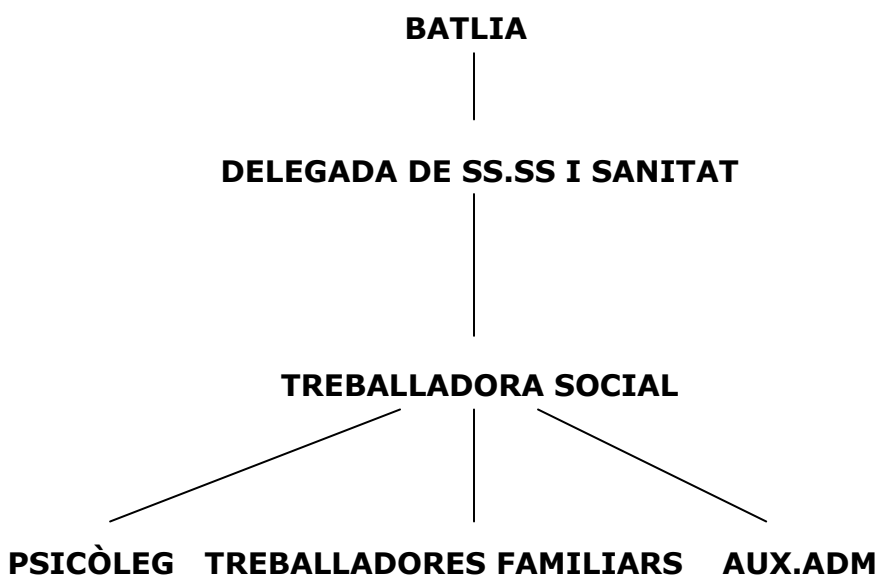 BATLIA
DELEGADA DE SS.SS I SANITAT
TREBALLADORA SOCIAL
PSICÒLEG TREBALLADORES FAMILIARS AUX.ADM